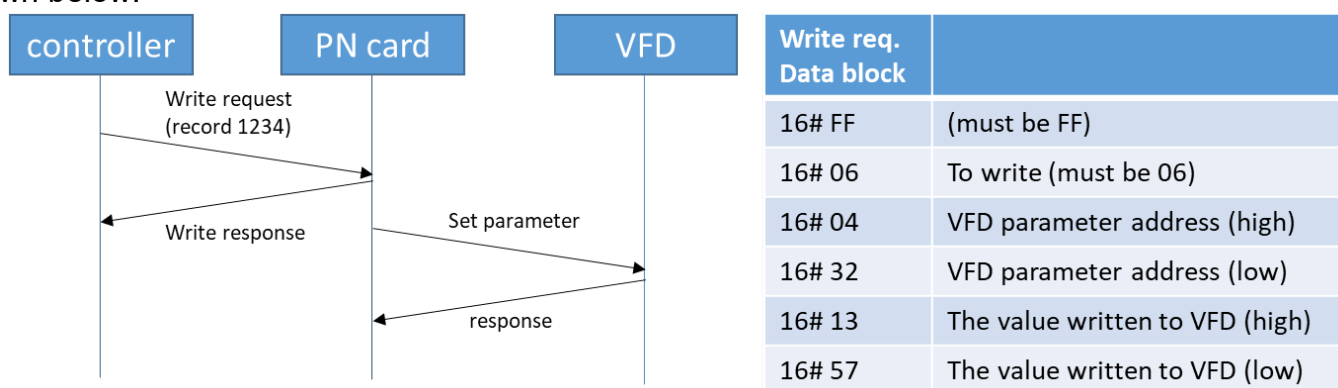 controller
PN card
VFD
Write request
(record 1234)
Write response
Set parameter
response
Write req.
Data block
16# FF (must be FF)
16# 06 To write (must be 06)
16# 04 VFD parameter address (high)
16# 32 VFD parameter address (low)
16# 13 The value written to VFD (high)
16# 57 The value written to VFD (low)